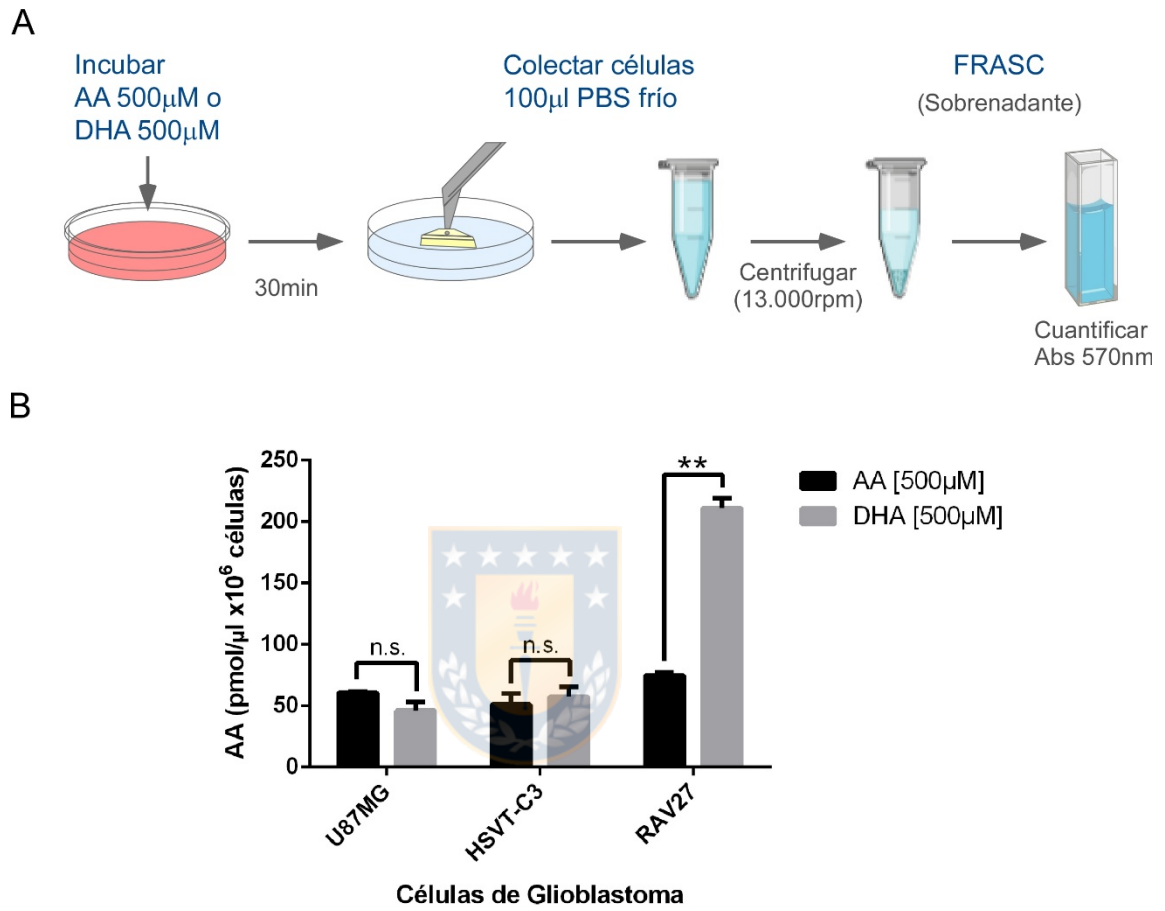 A
Incubar
AA 500μM o
DHA 500μM
30min
Colectar células
100μl PBS frío
Centrifugar
(13.000rpm)
FRASC
(Sobrenadante)
Cuantificar
Abs 570nm
B
AA (pmol/μl x10⁶ células)
250
200
150
100
50
0
n.s.
n.s.
**
AA [500μM]
DHA [500μM]
U87MG
HSVT-C3
RAV27
Células de Glioblastoma